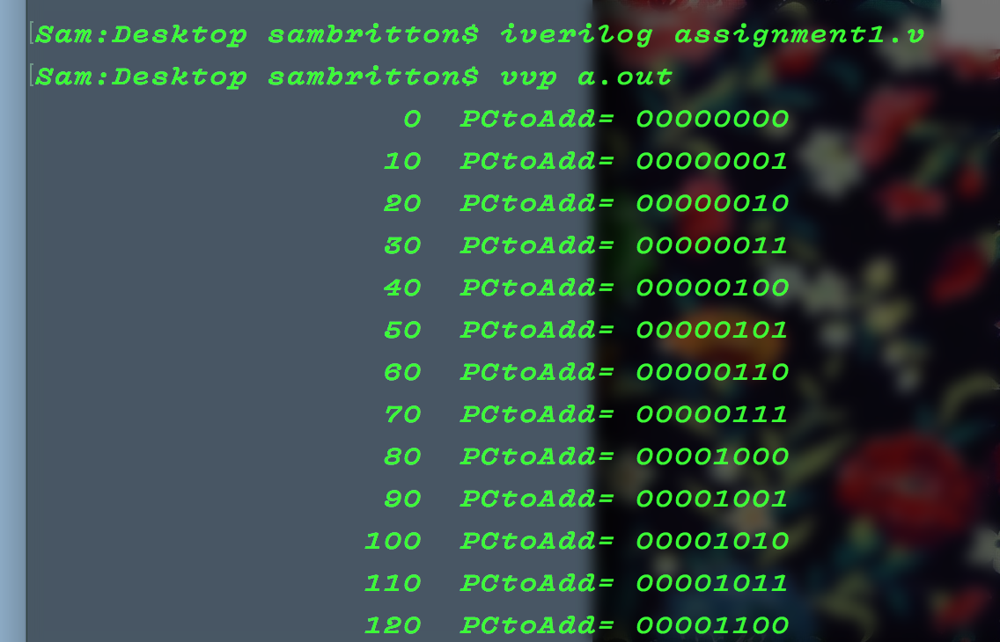 Sam:Desktop sambritton$ iverilog assignment1.v
Sam:Desktop sambritton$ vvp a.out
0 PCtoAdd= 00000000
10 PCtoAdd= 00000001
20 PCtoAdd= 00000010
30 PCtoAdd= 00000011
40 PCtoAdd= 00000100
50 PCtoAdd= 00000101
60 PCtoAdd= 00000110
70 PCtoAdd= 00000111
80 PCtoAdd= 00001000
90 PCtoAdd= 00001001
100 PCtoAdd= 00001010
110 PCtoAdd= 00001011
120 PCtoAdd= 00001100